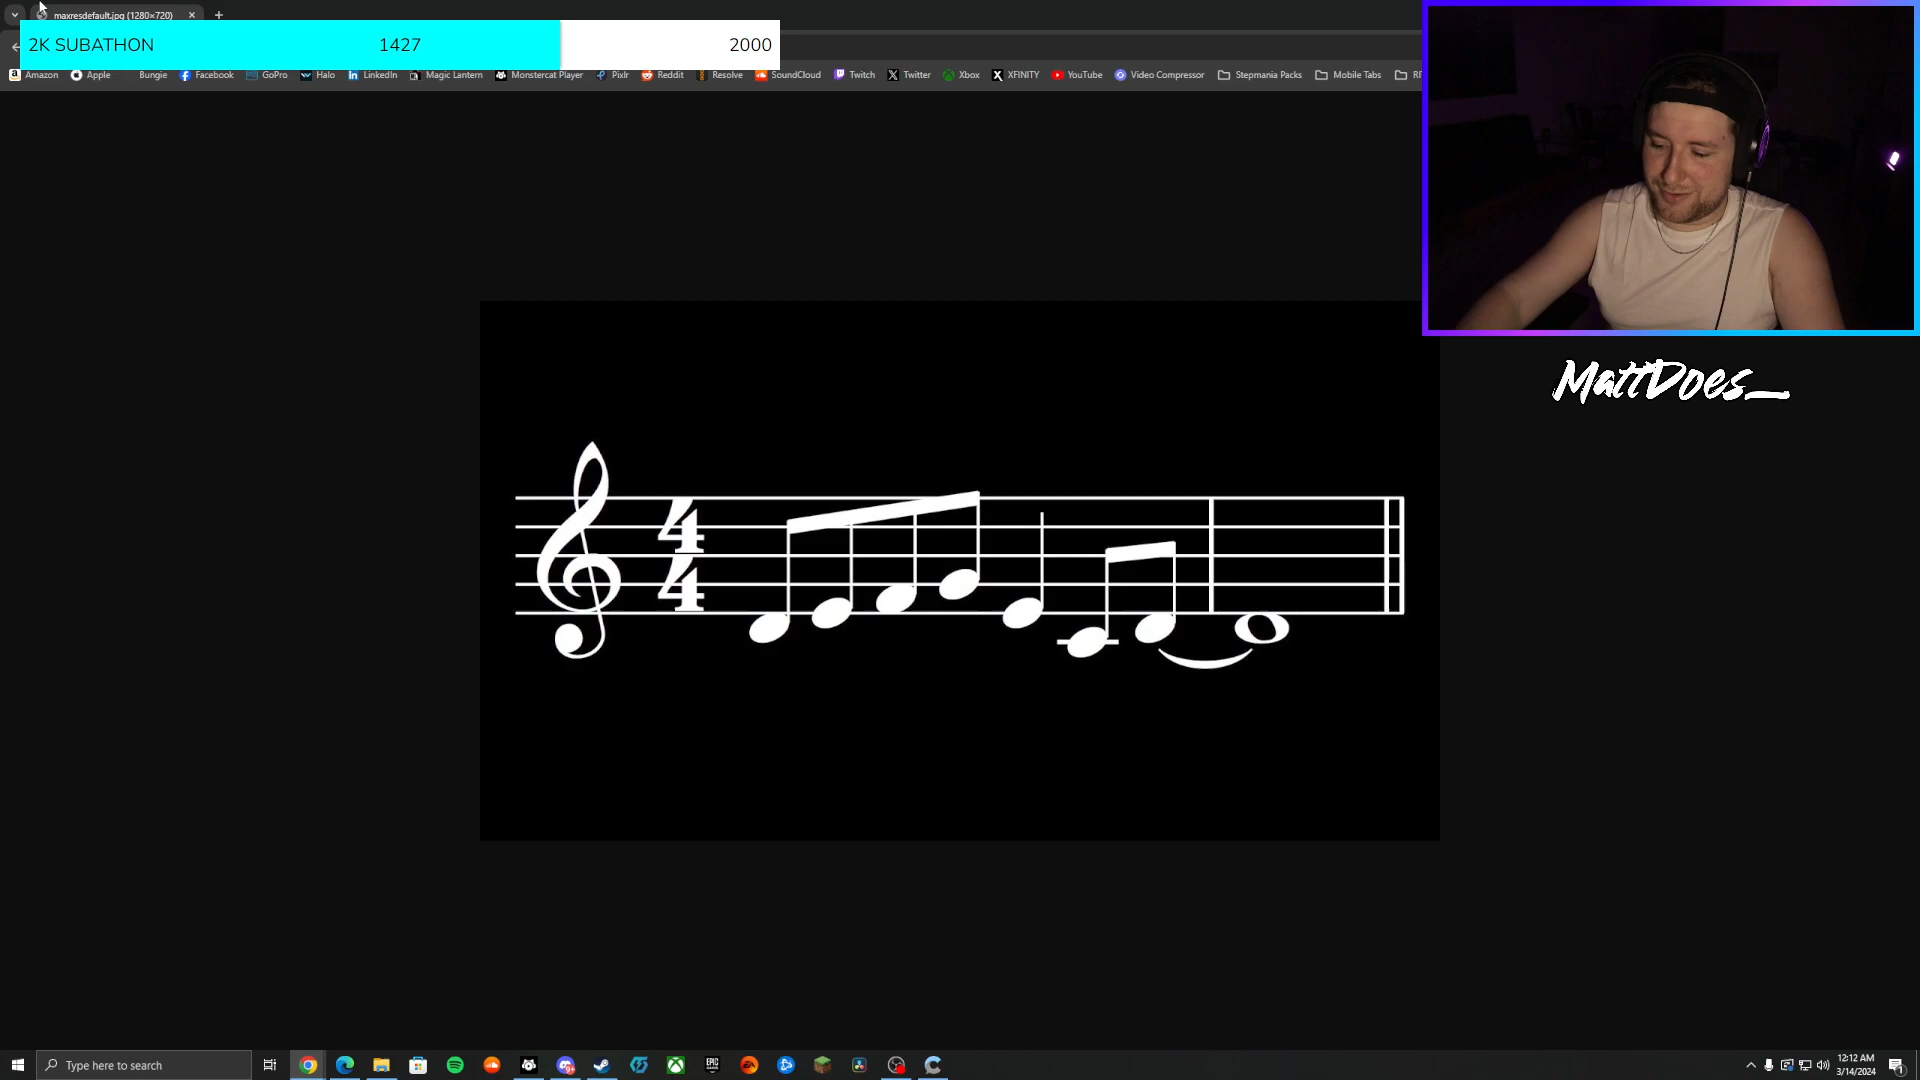 maxresdefault.jpg (1280×720)
2K SUBATHON 1427 2000
Amazon Apple Bungie Facebook GoPro Halo LinkedIn Magic Lantern Monstercat Player Pixlr Reddit Resolve SoundCloud Twitch Twitter Xbox XFINITY YouTube Video Compressor Stepmania Packs Mobile Tabs
MattDoes_
4
4
Type here to search
12:12 AM
3/14/2024